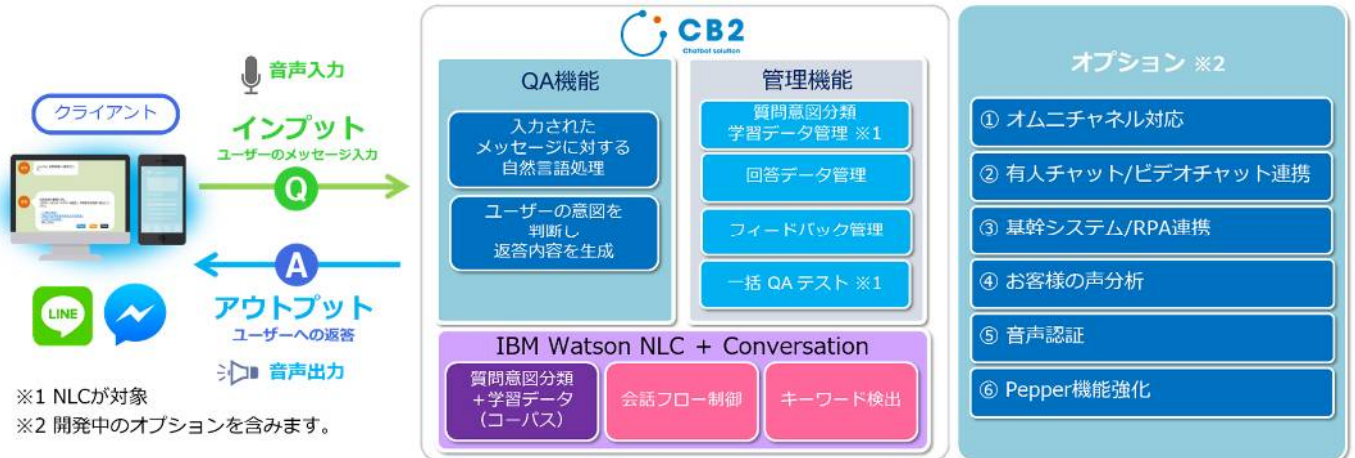 音声入力
クライアント
インプット
ユーザーのメッセージ入力
Q
A
アウトプット
ユーザーへの返答
音声出力
LINE
※1 NLCが対象
※2 開発中のオプションを含みます。
CB2
Chatbot solution
QA機能
入力された
メッセージに対する
自然言語処理
ユーザーの意図を
判断し
返答内容を生成
管理機能
質問意図分類
学習データ管理 ※1
回答データ管理
フィードバック管理
一括 QA テスト ※1
IBM Watson NLC + Conversation
質問意図分類
+学習データ
(コーパス)
会話フロー制御
キーワード検出
オプション ※2
① オムニチャネル対応
② 有人チャット/ビデオチャット連携
③ 基幹システム/RPA連携
④ お客様の声分析
⑤ 音声認証
⑥ Pepper機能強化